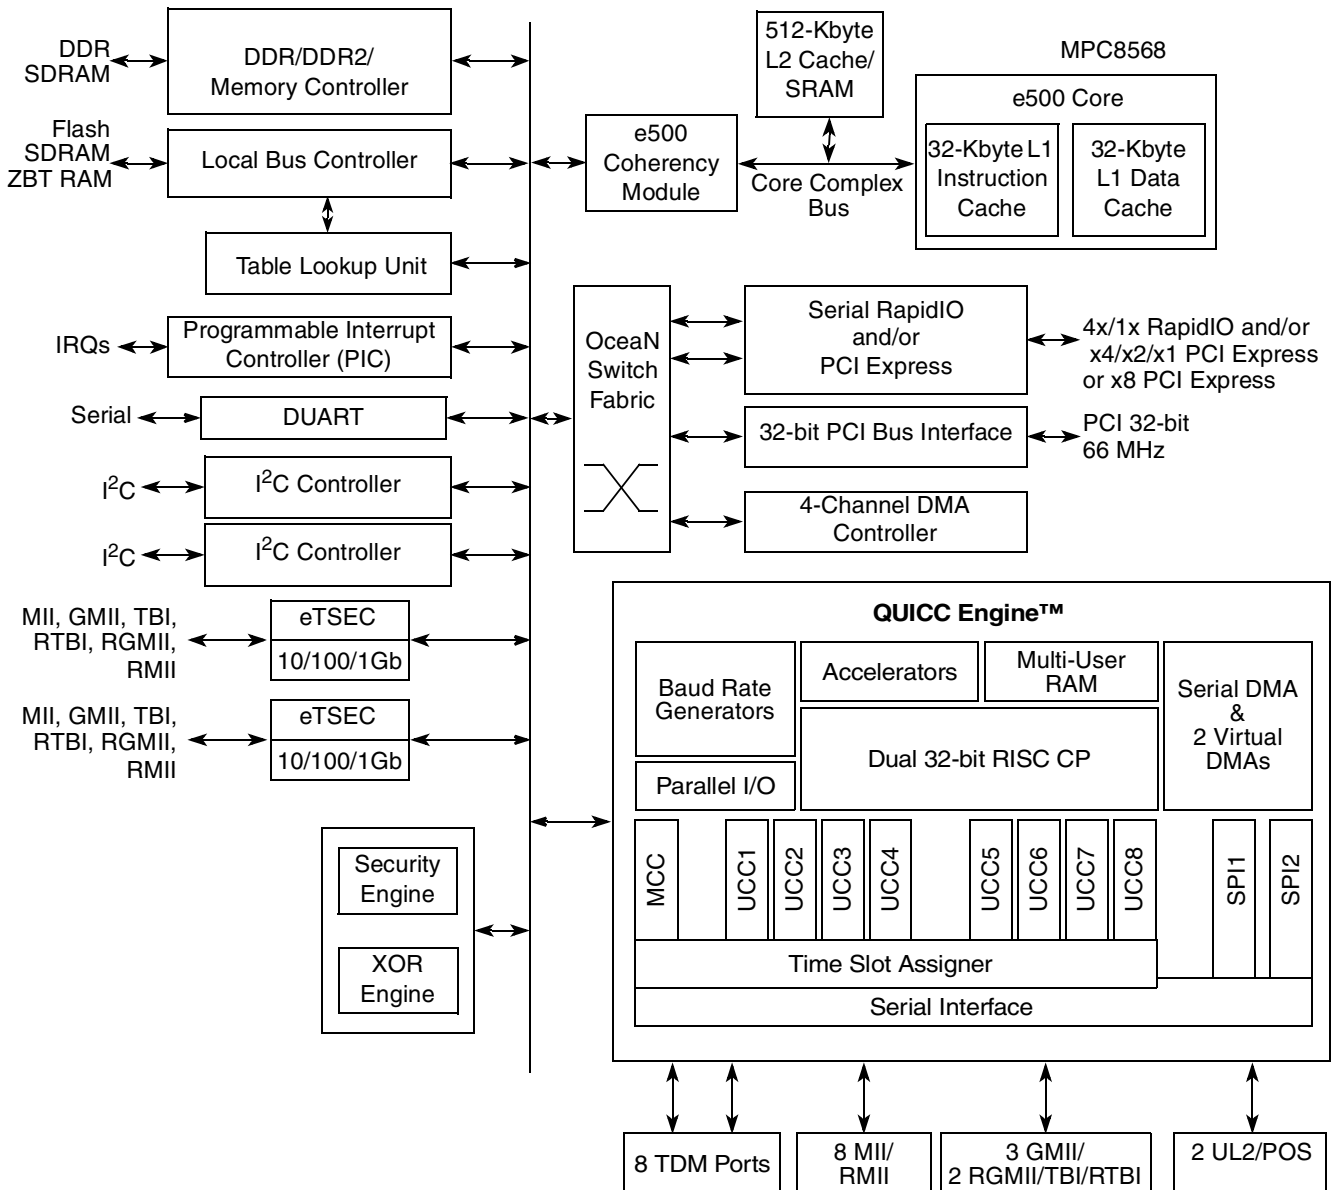 DDR
SDRAM
DDR/DDR2/
Memory Controller
Flash
SDRAM
ZBT RAM
Local Bus Controller
Table Lookup Unit
IRQs
Programmable Interrupt
Controller (PIC)
Serial
DUART
I²C
I²C Controller
I²C
I²C Controller
MII, GMII, TBI,
RTBI, RGMII,
RMII
eTSEC
10/100/1Gb
MII, GMII, TBI,
RTBI, RGMII,
RMII
eTSEC
10/100/1Gb
Security
Engine
XOR
Engine
512-Kbyte
L2 Cache/
SRAM
e500
Coherency
Module
Core Complex
Bus
MPC8568
e500 Core
32-Kbyte L1
Instruction
Cache
32-Kbyte
L1 Data
Cache
OceaN
Switch
Fabric
Serial RapidIO
and/or
PCI Express
4x/1x RapidIO and/or
x4/x2/x1 PCI Express
or x8 PCI Express
32-bit PCI Bus Interface
PCI 32-bit
66 MHz
4-Channel DMA
Controller
QUICC Engine™
Baud Rate
Generators
Accelerators
Multi-User
RAM
Serial DMA
&
2 Virtual
DMAs
Parallel I/O
Dual 32-bit RISC CP
MCC
UCC1
UCC2
UCC3
UCC4
UCC5
UCC6
UCC7
UCC8
SPI1
SPI2
Time Slot Assigner
Serial Interface
8 TDM Ports
8 MII/
RMII
3 GMII/
2 RGMII/TBI/RTBI
2 UL2/POS